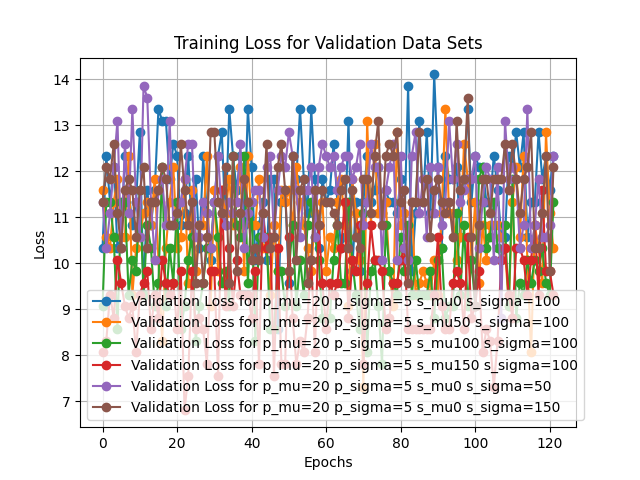 Training Loss for Validation Data Sets
Loss
14
13
12
11
10
9
8
7
Validation Loss for p_mu=20 p_sigma=5 s_mu0 s_sigma=100
Validation Loss for p_mu=20 p_sigma=5 s_mu50 s_sigma=100
Validation Loss for p_mu=20 p_sigma=5 s_mu100 s_sigma=100
Validation Loss for p_mu=20 p_sigma=5 s_mu150 s_sigma=100
Validation Loss for p_mu=20 p_sigma=5 s_mu0 s_sigma=50
Validation Loss for p_mu=20 p_sigma=5 s_mu0 s_sigma=150
0 20 40 60 80 100 120
Epochs